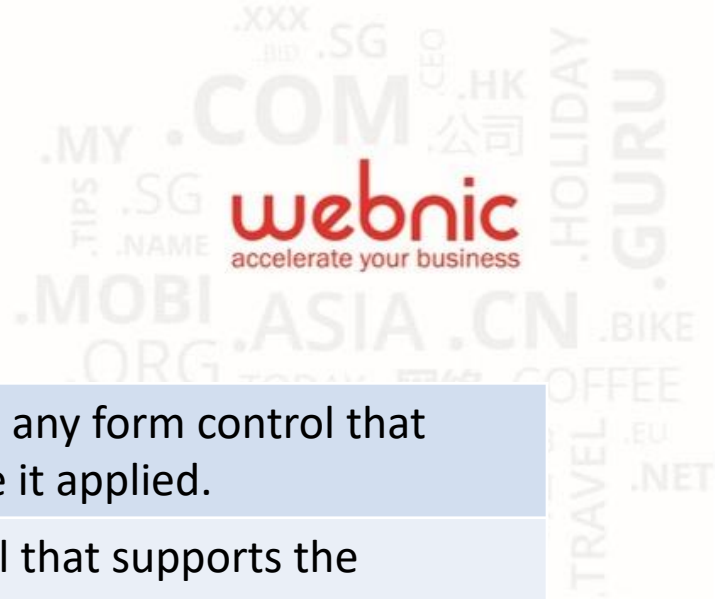 .XXX
.BID .SG .CEO
.COM .HK
.MY .公司 .HOLIDAY .GURU
.TIPS .SG
webnic
.NAME
accelerate your business
.MOBI .ASIA .CN .BIKE
.ORG COFFEE
any form control that
.EU
.TRAVEL .NET
it applied.
l that supports the